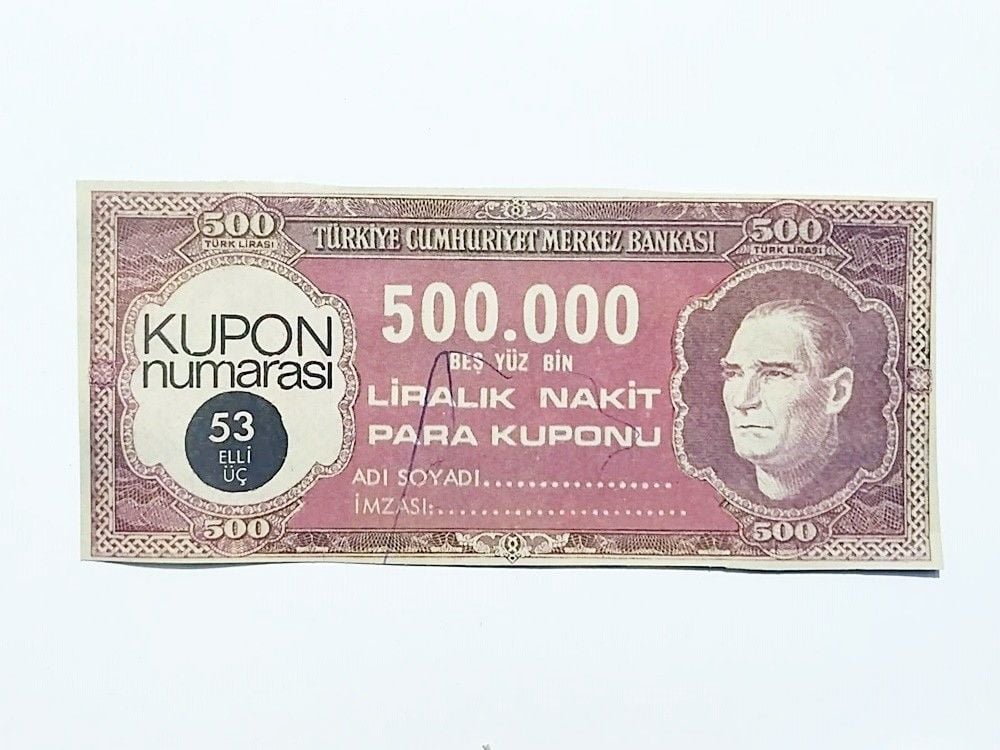 500
TÜRK LİRASI
TÜRKİYE CUMHURİYET MERKEZ BANKASI
500
TÜRK LİRASI
KUPON
numarası
53
ELLİ
ÜÇ
500.000
BEŞ YÜZ BİN
LİRALIK NAKİT
PARA KUPONU
ADI SOYADI...................
İMZASI:.........................
500
500